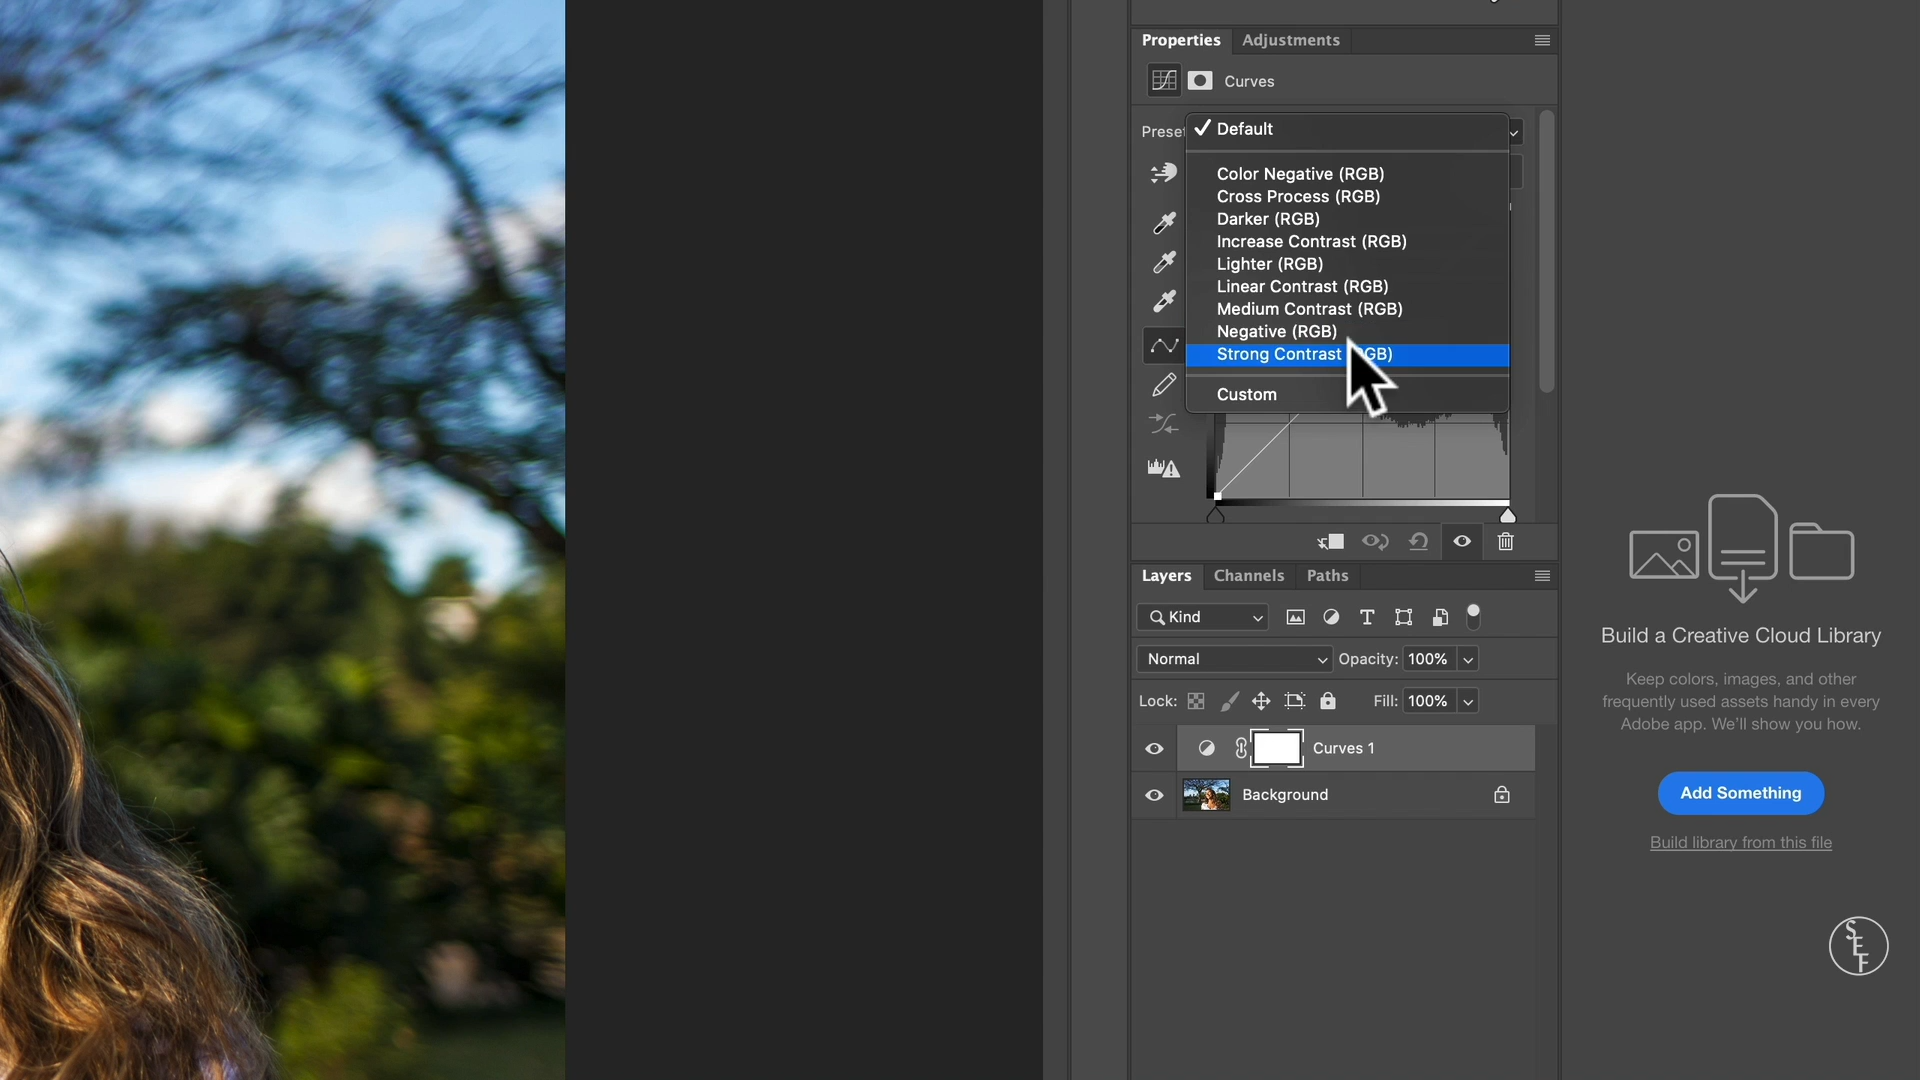 Properties
Adjustments
Curves
Preset
Default
Color Negative (RGB)
Cross Process (RGB)
Darker (RGB)
Increase Contrast (RGB)
Lighter (RGB)
Linear Contrast (RGB)
Medium Contrast (RGB)
Negative (RGB)
Strong Contrast GB)
Custom
Layers
Channels
Paths
Kind
Normal
Opacity: 100%
Lock:
Fill: 100%
Curves 1
Background
Build a Creative Cloud Library
Keep colors, images, and other
frequently used assets handy in every
Adobe app. We'll show you how.
Add Something
Build library from this file
SEF